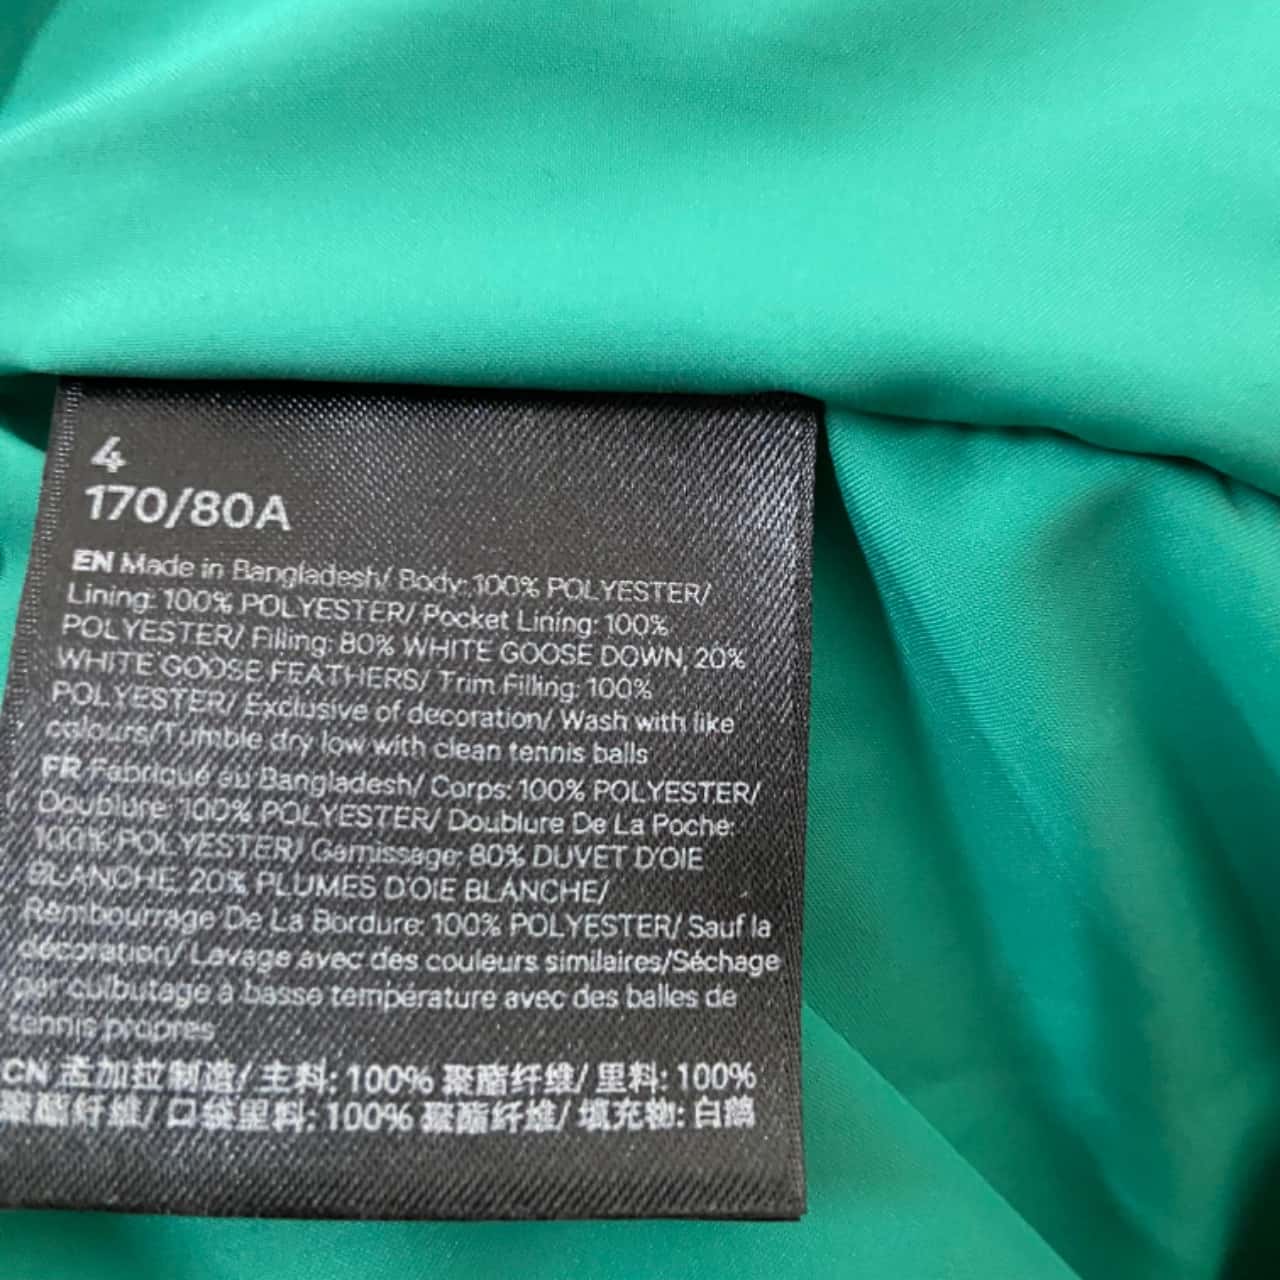 4
170/80A
EN Made in Bangladesh/ Body: 100% POLYESTER/
Lining: 100% POLYESTER/ Pocket Lining: 100%
POLYESTER/ Filling: 80% WHITE GOOSE DOWN, 20%
WHITE GOOSE FEATHERS/ Trim Filling: 100%
POLYESTER/ Exclusive of decoration/ Wash with like
colours/Tumble dry low with clean tennis balls
FR Fabriqué au Bangladesh/ Corps: 100% POLYESTER/
Doublure: 100% POLYESTER/ Doublure De La Poche:
100% POLYESTER/ Garnissage: 80% DUVET D'OIE
BLANCHE, 20% PLUMES D'OIE BLANCHE/
Rembourrage De La Bordure: 100% POLYESTER/ Sauf la
décoration/ Lavage avec des couleurs similaires/Séchage
par culbutage à basse température avec des balles de
tennis propres
CN 孟加拉制造/ 主料: 100% 聚酯纤维/ 里料: 100%
聚酯纤维/ 口袋里料: 100% 聚酯纤维/ 填充物: 白鹅